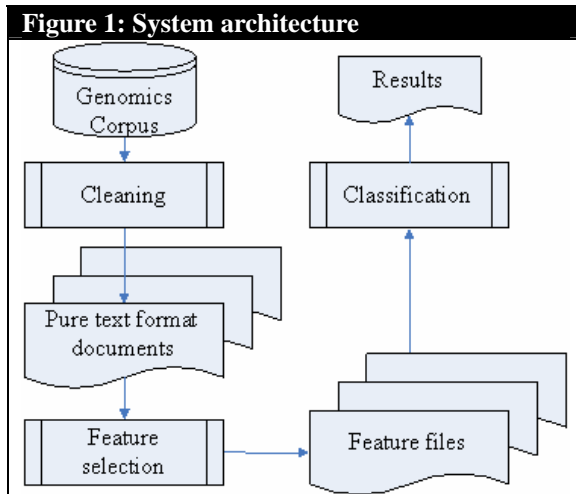 Figure 1: System architecture
Genomics
Corpus
Cleaning
Pure text format
documents
Feature
selection
Feature files
Classification
Results